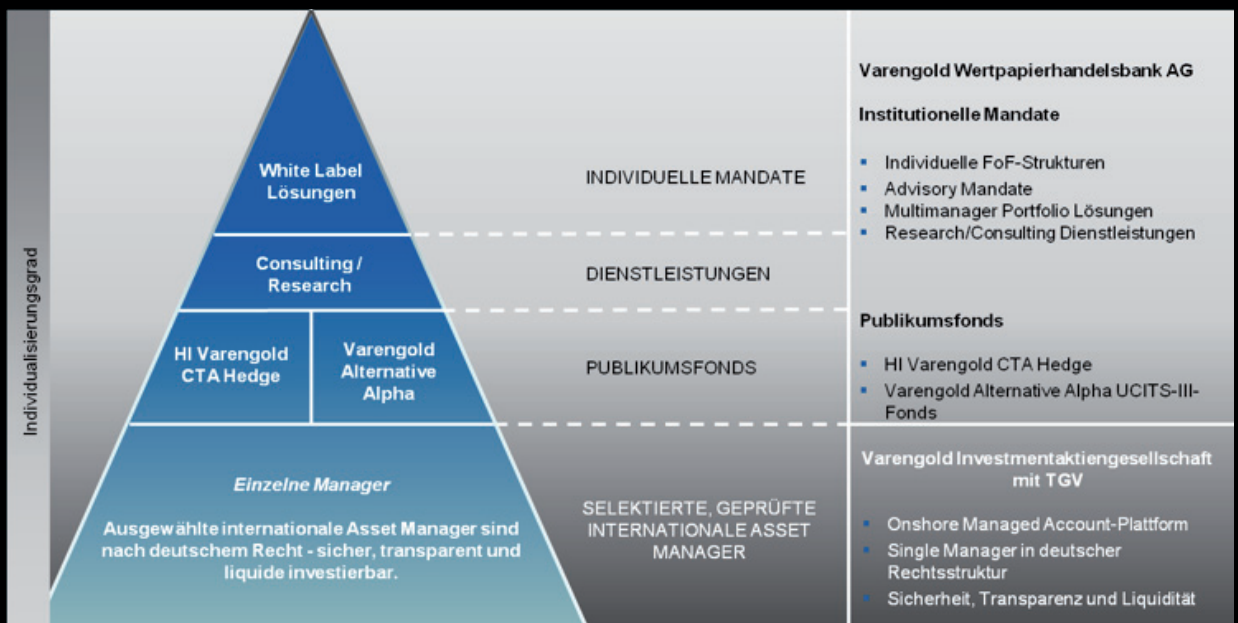 Individualisierungsgrad
White Label
Lösungen
Consulting /
Research
HI Varengold
CTA Hedge
Varengold
Alternative
Alpha
Einzelne Manager
Ausgewählte internationale Asset Manager sind
nach deutschem Recht - sicher, transparent und
liquide investierbar.
INDIVIDUELLE MANDATE
DIENSTLEISTUNGEN
PUBLIKUMSFONDS
SELEKTIERTE, GEPRÜFTE
INTERNATIONALE ASSET
MANAGER
Varengold Wertpapierhandelsbank AG
Institutionelle Mandate
▪ Individuelle FoF-Strukturen
▪ Advisory Mandate
▪ Multimanager Portfolio Lösungen
▪ Research/Consulting Dienstleistungen
Publikumsfonds
▪ HI Varengold CTA Hedge
▪ Varengold Alternative Alpha UCITS-III-
Fonds
Varengold Investmentaktiengesellschaft
mit TGV
▪ Onshore Managed Account-Plattform
▪ Single Manager in deutscher
Rechtsstruktur
▪ Sicherheit, Transparenz und Liquidität